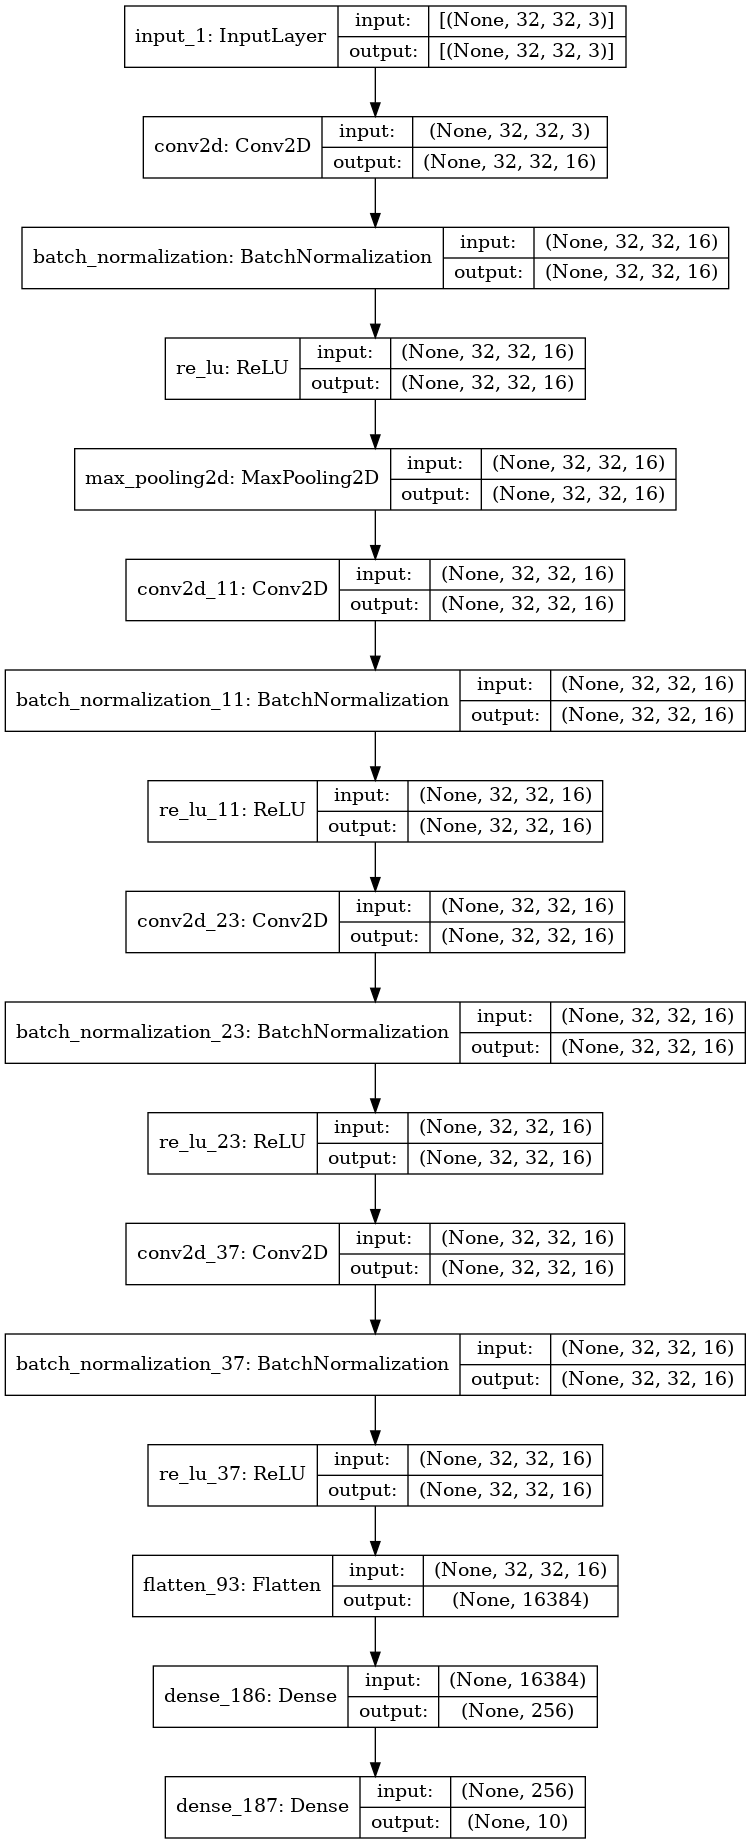 input_1: InputLayer
input: [(None, 32, 32, 3)]
output: [(None, 32, 32, 3)]
conv2d: Conv2D
input: (None, 32, 32, 3)
output: (None, 32, 32, 16)
batch_normalization: BatchNormalization
input: (None, 32, 32, 16)
output: (None, 32, 32, 16)
re_lu: ReLU
input: (None, 32, 32, 16)
output: (None, 32, 32, 16)
max_pooling2d: MaxPooling2D
input: (None, 32, 32, 16)
output: (None, 32, 32, 16)
conv2d_11: Conv2D
input: (None, 32, 32, 16)
output: (None, 32, 32, 16)
batch_normalization_11: BatchNormalization
input: (None, 32, 32, 16)
output: (None, 32, 32, 16)
re_lu_11: ReLU
input: (None, 32, 32, 16)
output: (None, 32, 32, 16)
conv2d_23: Conv2D
input: (None, 32, 32, 16)
output: (None, 32, 32, 16)
batch_normalization_23: BatchNormalization
input: (None, 32, 32, 16)
output: (None, 32, 32, 16)
re_lu_23: ReLU
input: (None, 32, 32, 16)
output: (None, 32, 32, 16)
conv2d_37: Conv2D
input: (None, 32, 32, 16)
output: (None, 32, 32, 16)
batch_normalization_37: BatchNormalization
input: (None, 32, 32, 16)
output: (None, 32, 32, 16)
re_lu_37: ReLU
input: (None, 32, 32, 16)
output: (None, 32, 32, 16)
flatten_93: Flatten
input: (None, 32, 32, 16)
output: (None, 16384)
dense_186: Dense
input: (None, 16384)
output: (None, 256)
dense_187: Dense
input: (None, 256)
output: (None, 10)